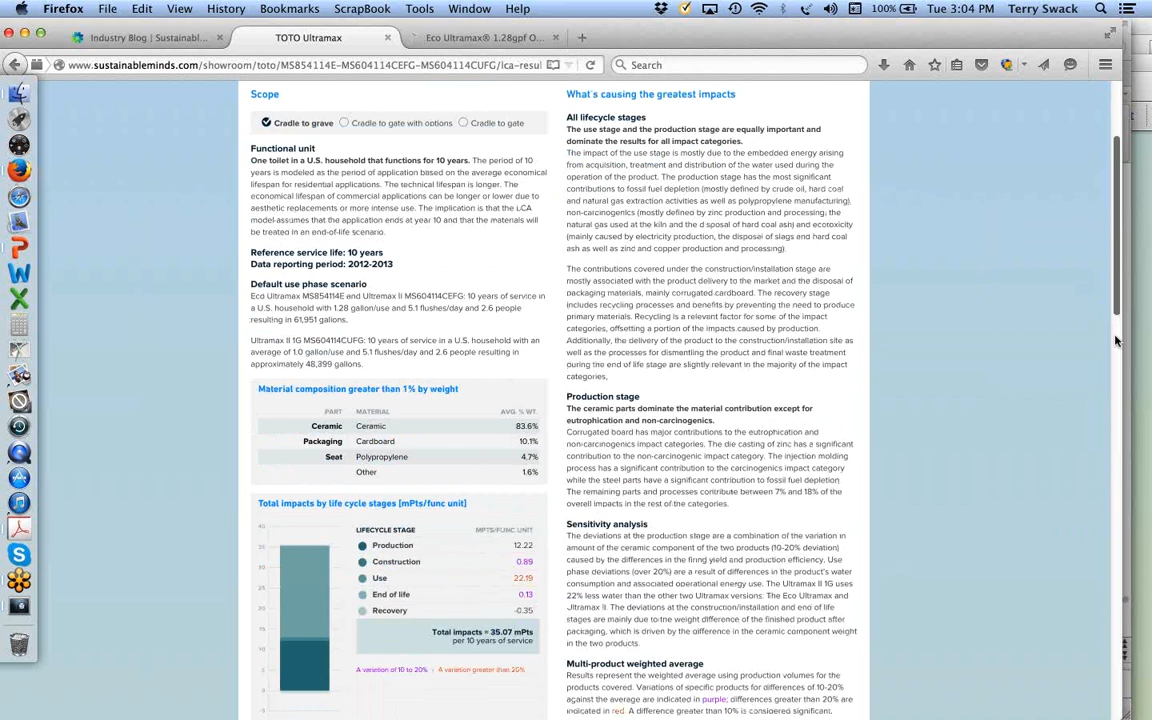 Firefox File Edit View History Bookmarks ScrapBook Tools Window Help 100% Tue 3:04 PM Terry Swack
Industry Blog | Sustainabl... × TOTO Ultramax × Eco Ultramax® 1.28gpf O... × +
www.sustainableminds.com/showroom/toto/MS854114E-MS604114CEFG-MS604114CUFG/lca-resul Search
Scope
Cradle to grave Cradle to gate with options Cradle to gate
Functional unit
One toilet in a U.S. household that functions for 10 years. The period of 10
years is modeled as the period of application based on the average economical
lifespan for residential applications. The technical lifespan is longer. The
economical lifespan of commercial applications can be longer or lower due to
aesthetic replacements or more intense use. The implication is that the LCA
model assumes that the application ends at year 10 and that the materials will
be treated in an end-of-life scenario.
Reference service life: 10 years
Data reporting period: 2012-2013
Default use phase scenario
Eco Ultramax MS854114E and Ultramax II MS604114CEFG: 10 years of service in
a U.S. household with 1.28 gallon/use and 5.1 flushes/day and 2.6 people
resulting in 61,951 gallons.
Ultramax II 1G MS604114CUFG: 10 years of service in a U.S. household with an
average of 1.0 gallon/use and 5.1 flushes/day and 2.6 people resulting in
approximately 48,399 gallons.
Material composition greater than 1% by weight
PART MATERIAL AVG. % WT.
Ceramic Ceramic 83.6%
Packaging Cardboard 10.1%
Seat Polypropylene 4.7%
Other 1.6%
Total impacts by life cycle stages [mPts/func unit]
40
35
30
25
20
15
10
5
0
-5
LIFECYCLE STAGE MPTS/FUNC UNIT
Production 12.22
Construction 0.89
Use 22.19
End of life 0.13
Recovery -0.35
Total impacts = 35.07 mPts
per 10 years of service
A variation of 10 to 20% | A variation greater than 20%
What's causing the greatest impacts
All lifecycle stages
The use stage and the production stage are equally important and
dominate the results for all impact categories.
The impact of the use stage is mostly due to the embedded energy arising
from acquisition, treatment and distribution of the water used during the
operation of the product. The production stage has the most significant
contributions to fossil fuel depletion (mostly defined by crude oil, hard coal
and natural gas extraction activities as well as polypropylene manufacturing),
non-carcinogenics (mostly defined by zinc production and processing; the
natural gas used at the kiln and the disposal of hard coal ash) and ecotoxicity
(mainly caused by electricity production, the disposal of slags and hard coal
ash as well as zinc and copper production and processing).
The contributions covered under the construction/installation stage are
mostly associated with the product delivery to the market and the disposal of
packaging materials, mainly corrugated cardboard. The recovery stage
includes recycling processes and benefits by preventing the need to produce
primary materials. Recycling is a relevant factor for some of the impact
categories, offsetting a portion of the impacts caused by production.
Additionally, the delivery of the product to the construction/installation site as
well as the processes for dismantling the product and final waste treatment
during the end of life stage are slightly relevant in the majority of the impact
categories.
Production stage
The ceramic parts dominate the material contribution except for
eutrophication and non-carcinogenics.
Corrugated board has major contributions to the eutrophication and
non-carcinogenics impact categories. The die casting of zinc has a significant
contribution to the non-carcinogenic impact category. The injection molding
process has a significant contribution to the carcinogenics impact category
while the steel parts have a significant contribution to fossil fuel depletion.
The remaining parts and processes contribute between 7% and 18% of the
overall impacts in the rest of the categories.
Sensitivity analysis
The deviations at the production stage are a combination of the variation in
amount of the ceramic component of the two products (10-20% deviation)
caused by the differences in the firing yield and production efficiency. Use
phase deviations (over 20%) are a result of differences in the product's water
consumption and associated operational energy use. The Ultramax II 1G uses
22% less water than the other two Ultramax versions. The Eco Ultramax and
Ultramax II. The deviations at the construction/installation and end of life
stages are mainly due to the weight difference of the finished product after
packaging, which is driven by the difference in the ceramic component weight
in the two products.
Multi-product weighted average
Results represent the weighted average using production volumes for the
products covered. Variations of specific products for differences of 10-20%
against the average are indicated in purple; differences greater than 20% are
indicated in red. A difference greater than 10% is considered significant.